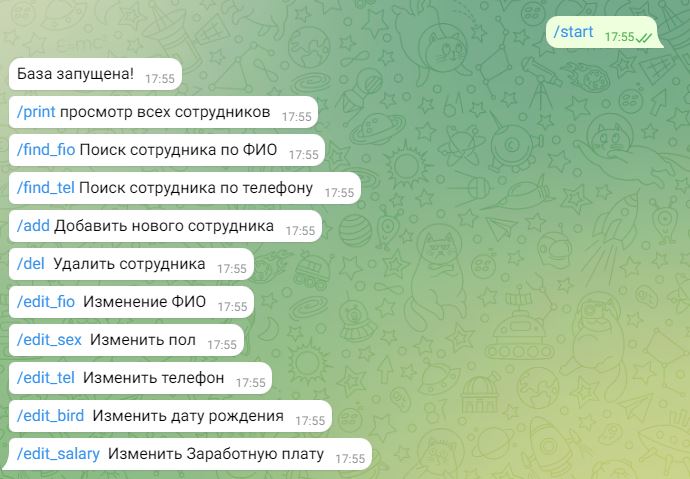 /start 17:55
База запущена! 17:55
/print просмотр всех сотрудников 17:55
/find_fio Поиск сотрудника по ФИО 17:55
/find_tel Поиск сотрудника по телефону 17:55
/add Добавить нового сотрудника 17:55
/del Удалить сотрудника 17:55
/edit_fio Изменение ФИО 17:55
/edit_sex Изменить пол 17:55
/edit_tel Изменить телефон 17:55
/edit_bird Изменить дату рождения 17:55
/edit_salary Изменить Заработную плату 17:55